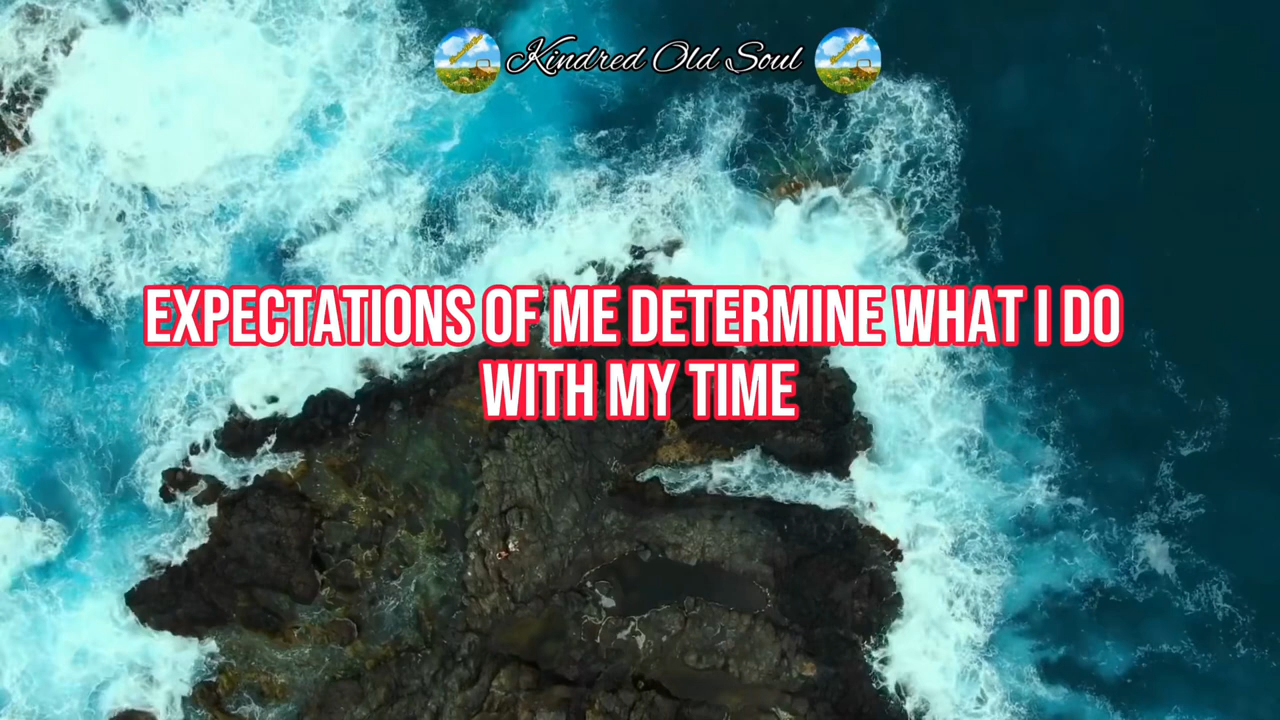 Kindred Old Soul
EXPECTATIONS OF ME DETERMINE WHAT I DO
WITH MY TIME